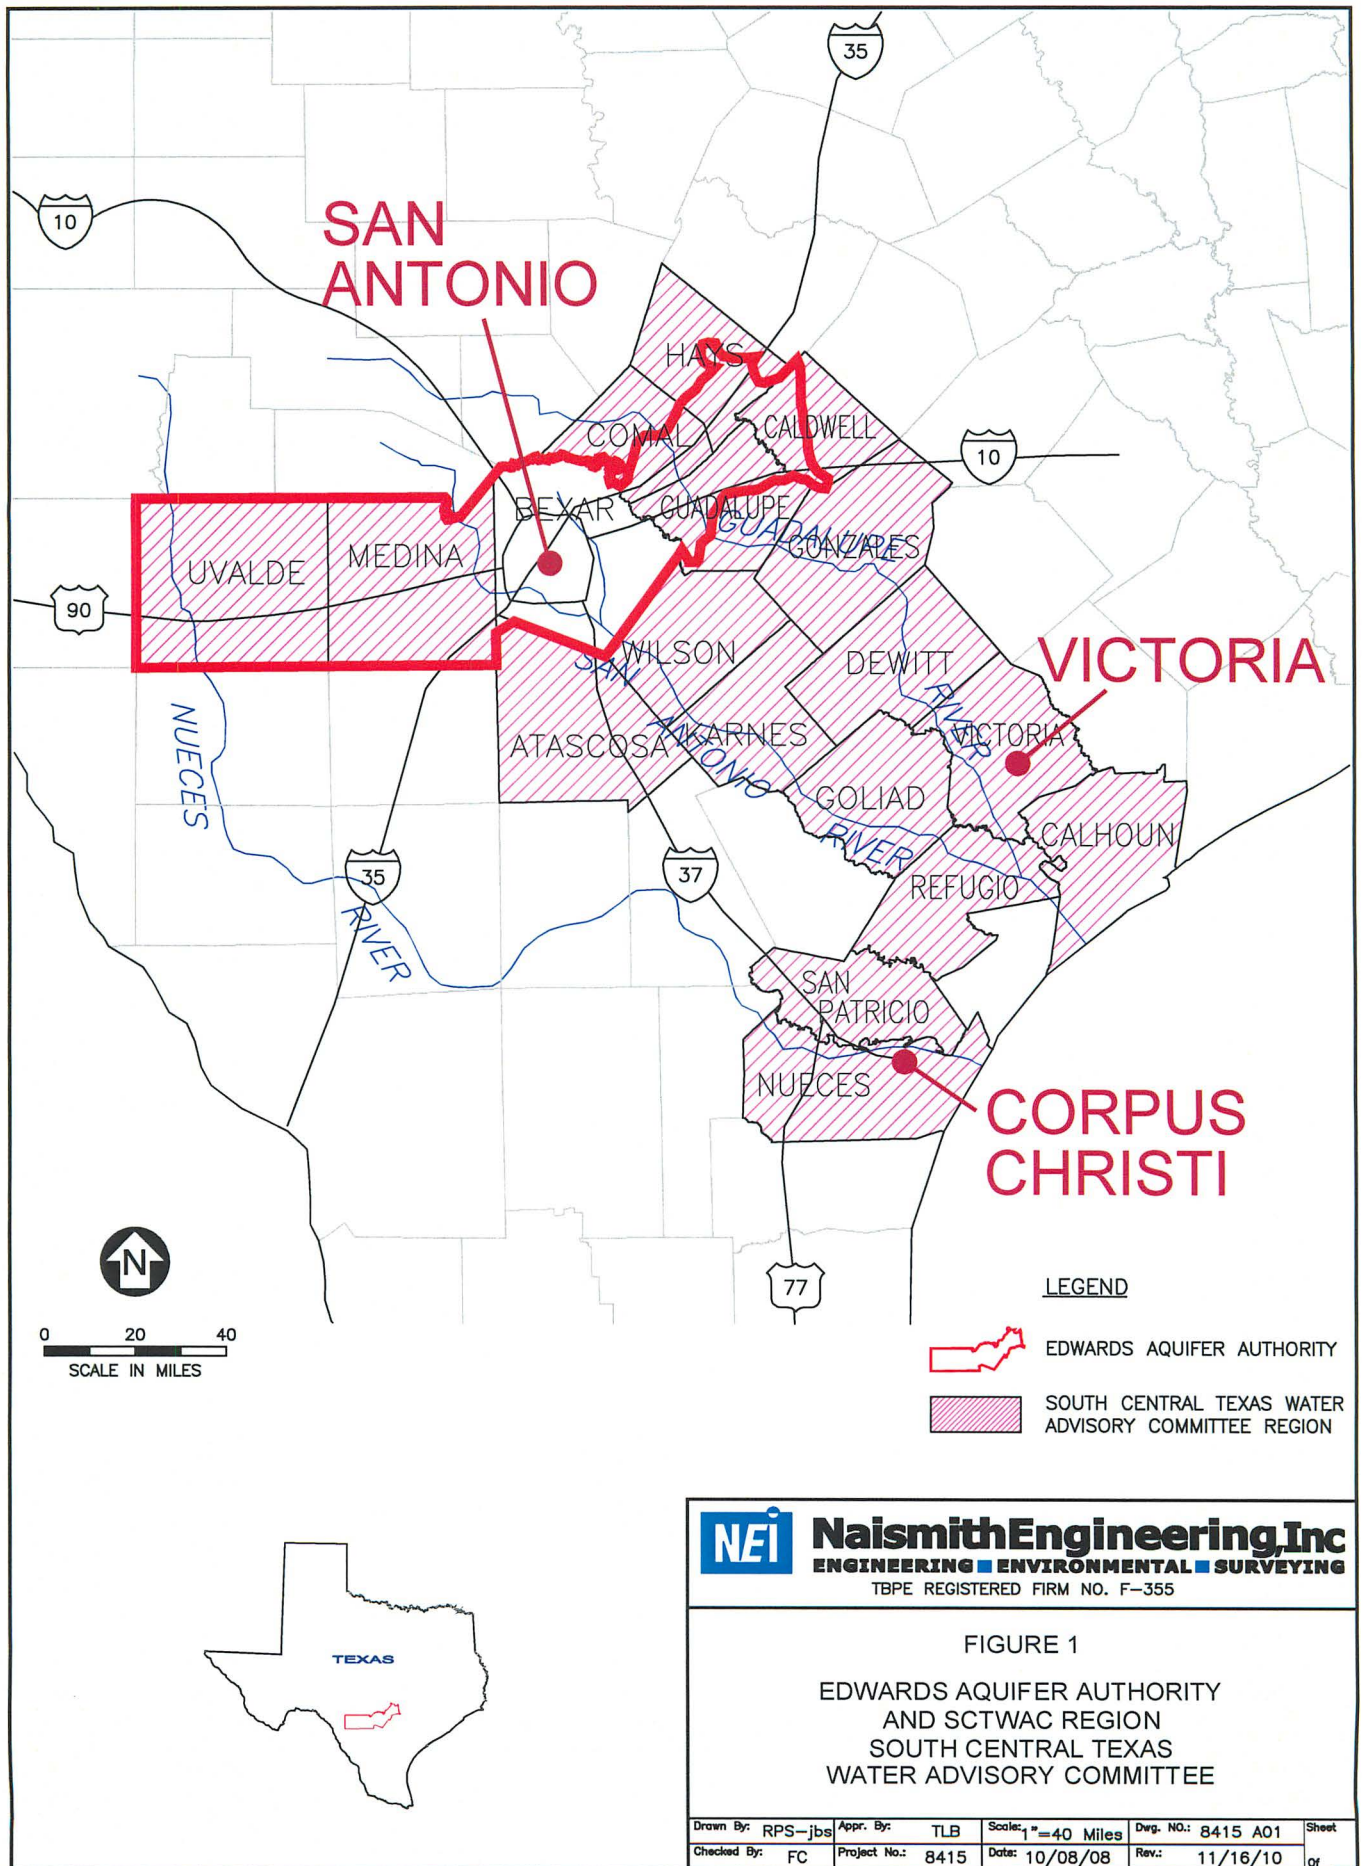 35
10
SAN
ANTONIO
HAYS
COMAL
CALDWELL
10
BEXAR
GUADALUPE
GUADALUPE
GONZALES
MEDINA
UVALDE
90
WILSON
SAN
DEWITT
VICTORIA
RIVER
NUECES
ATASCOSA
ANTONIO
KARNES
VICTORIA
GOLIAD
RIVER
CALHOUN
35
37
REFUGIO
RIVER
SAN
PATRICIO
NUECES
CORPUS
CHRISTI
N
77
0 20 40
SCALE IN MILES
LEGEND
EDWARDS AQUIFER AUTHORITY
SOUTH CENTRAL TEXAS WATER
ADVISORY COMMITTEE REGION
TEXAS
NEi NaismithEngineering,Inc
ENGINEERING ■ ENVIRONMENTAL ■ SURVEYING
TBPE REGISTERED FIRM NO. F-355
FIGURE 1
EDWARDS AQUIFER AUTHORITY
AND SCTWAC REGION
SOUTH CENTRAL TEXAS
WATER ADVISORY COMMITTEE
Drawn By: RPS-jbs Appr. By: TLB Scale: 1"=40 Miles Dwg. NO.: 8415 A01 Sheet
Checked By: FC Project No.: 8415 Date: 10/08/08 Rev.: 11/16/10 Of